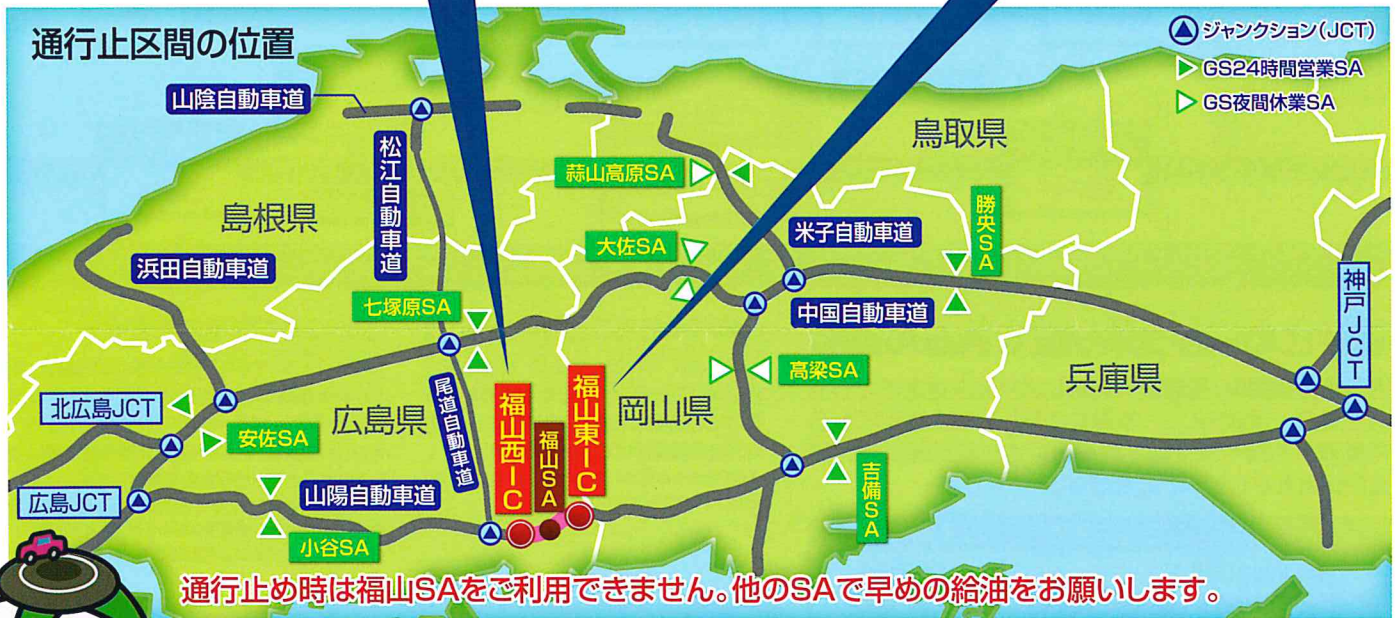 通行止区間の位置
ジャンクション(JCT)
GS24時間営業SA
GS夜間休業SA
山陰自動車道
松江自動車道
鳥取県
蒜山高原SA
島根県
勝央SA
米子自動車道
大佐SA
浜田自動車道
神戸JCT
七塚原SA
中国自動車道
高梁SA
兵庫県
尾道自動車道
福山西IC
福山SA
福山東IC
岡山県
北広島JCT
広島県
安佐SA
吉備SA
山陽自動車道
広島JCT
小谷SA
通行止め時は福山SAをご利用できません。他のSAで早めの給油をお願いします。